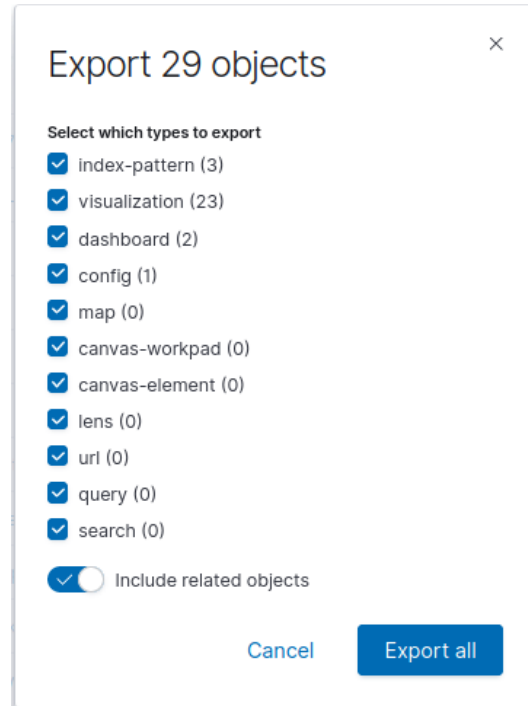 Export 29 objects
Select which types to export
index-pattern (3)
visualization (23)
dashboard (2)
config (1)
map (0)
canvas-workpad (0)
canvas-element (0)
lens (0)
url (0)
query (0)
search (0)
Include related objects
Cancel
Export all